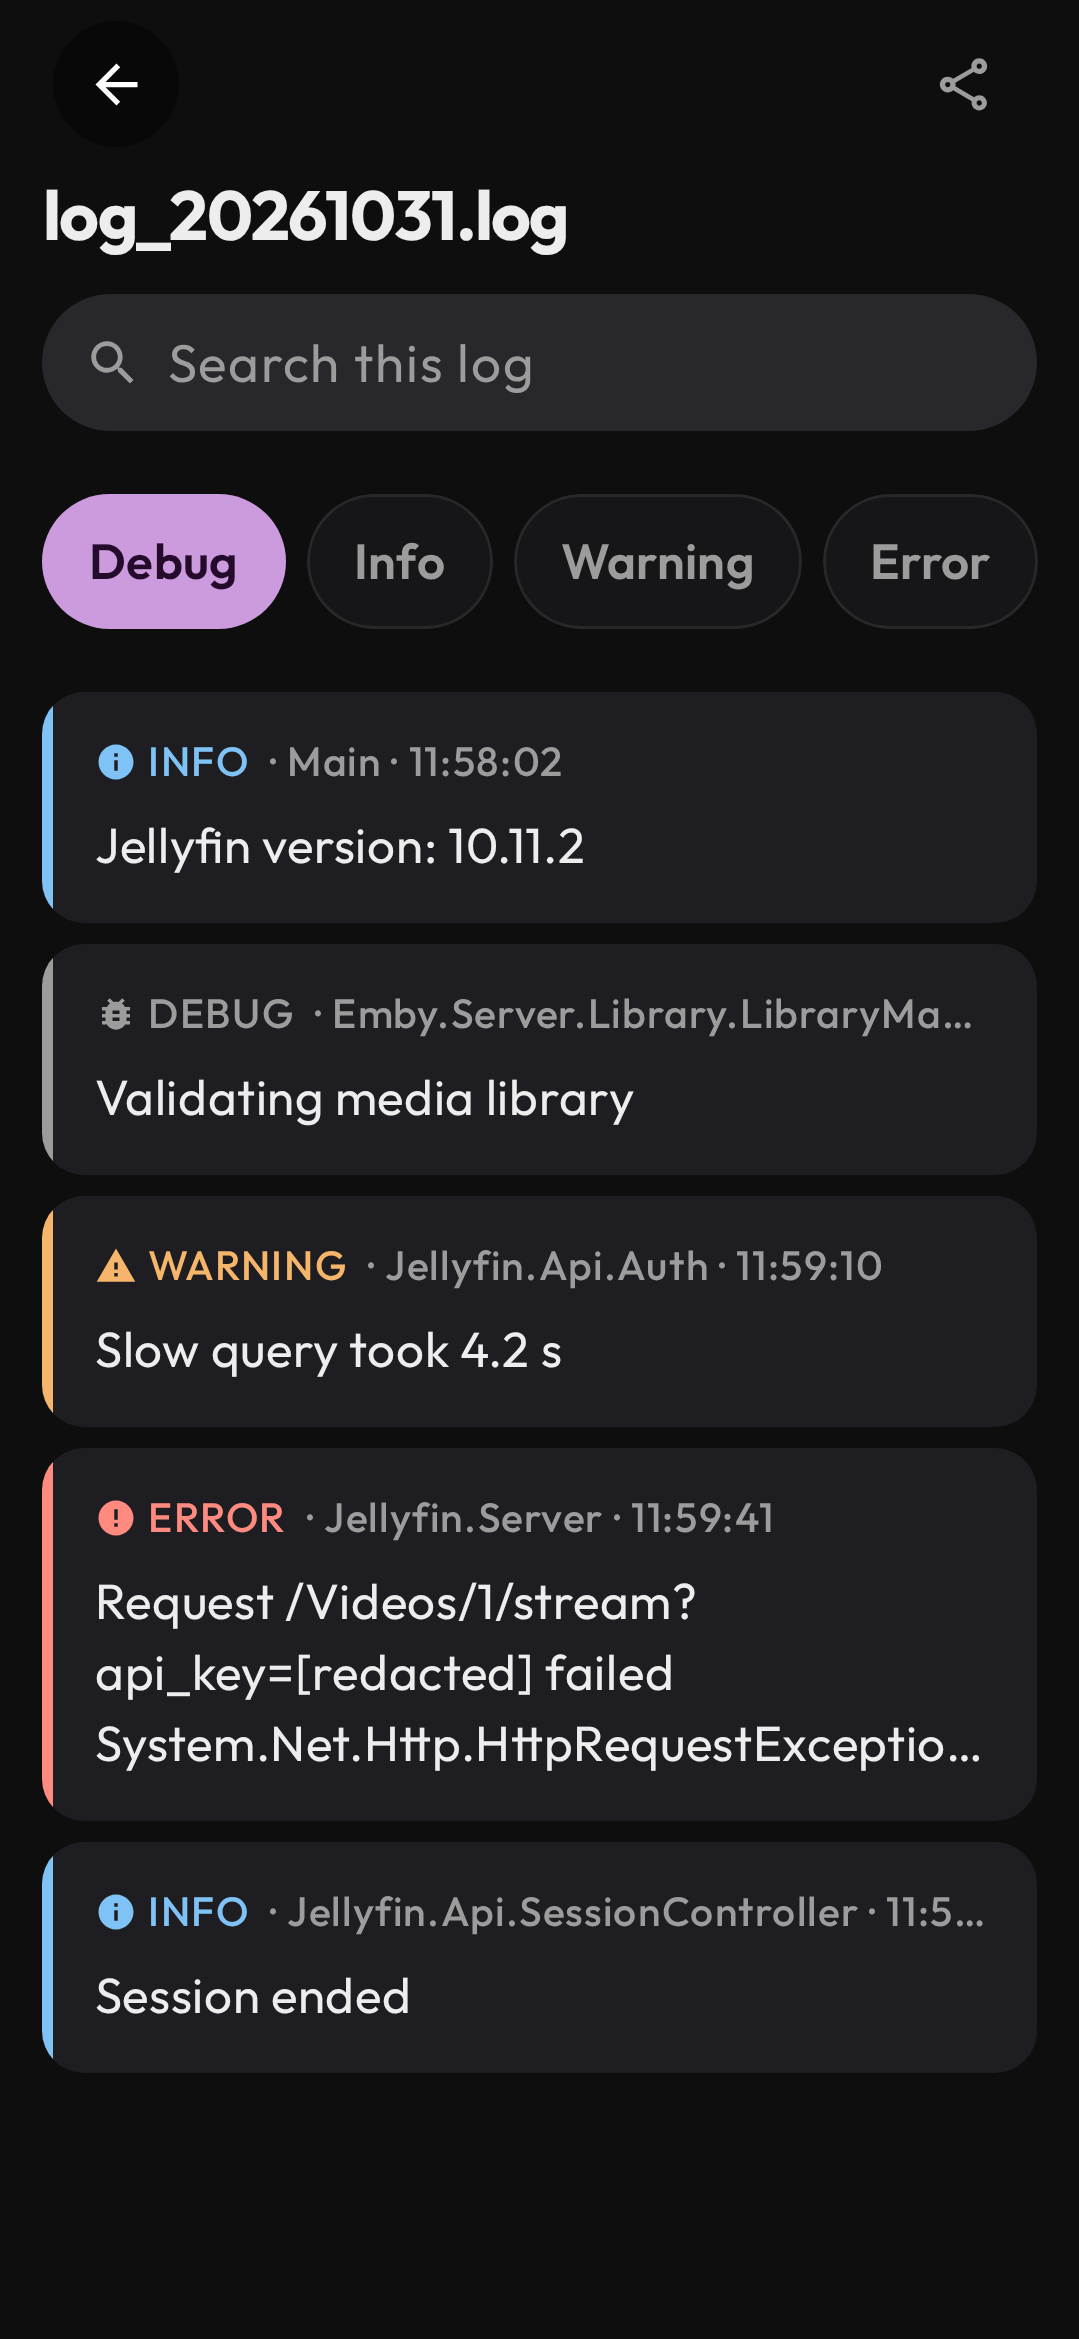 log_20261031.log
Search this log
Debug Info Warning Error
INFO · Main · 11:58:02
Jellyfin version: 10.11.2
DEBUG · Emby.Server.Library.LibraryMa...
Validating media library
WARNING · Jellyfin.Api.Auth · 11:59:10
Slow query took 4.2 s
ERROR · Jellyfin.Server · 11:59:41
Request /Videos/1/stream?
api_key=[redacted] failed
System.Net.Http.HttpRequestExceptio...
INFO · Jellyfin.Api.SessionController · 11:5...
Session ended